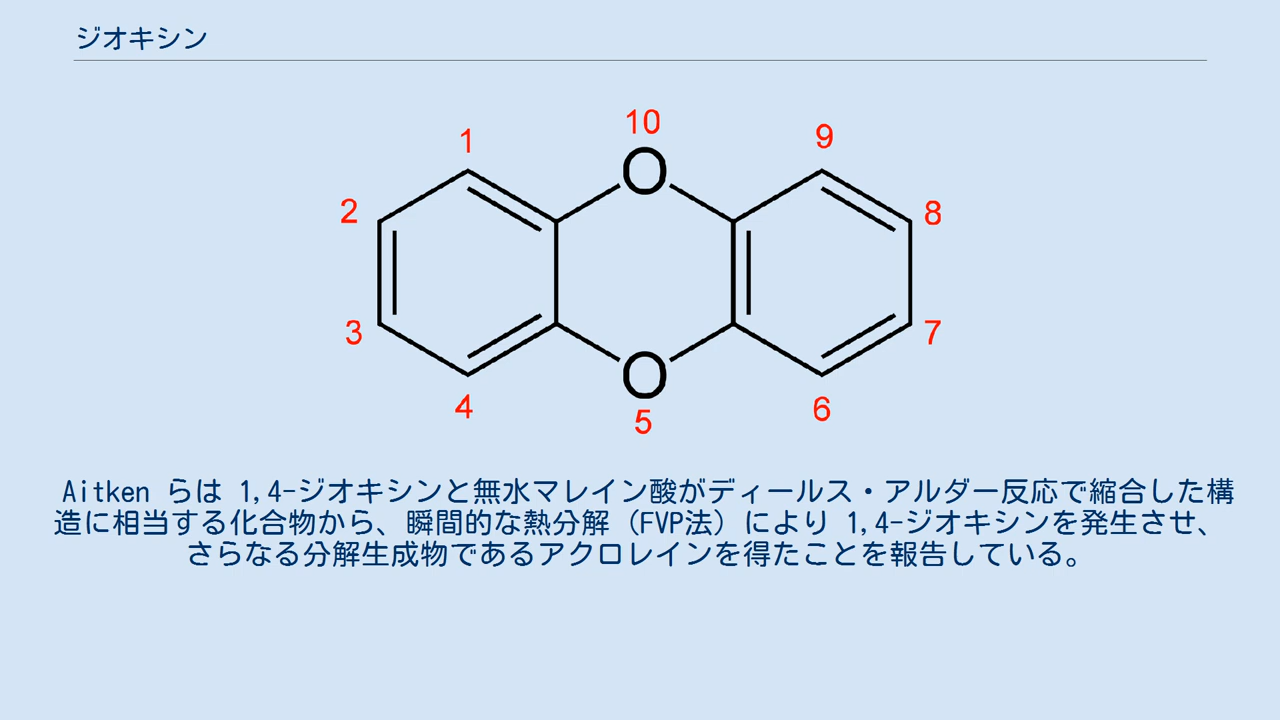 ジオキシン
10
1
9
O
2
8
3
7
O
4
6
5
Aitken らは 1,4-ジオキシンと無水マレイン酸がディールス・アルダー反応で縮合した構
造に相当する化合物から、瞬間的な熱分解（FVP法）により 1,4-ジオキシンを発生させ、
さらなる分解生成物であるアクロレインを得たことを報告している。